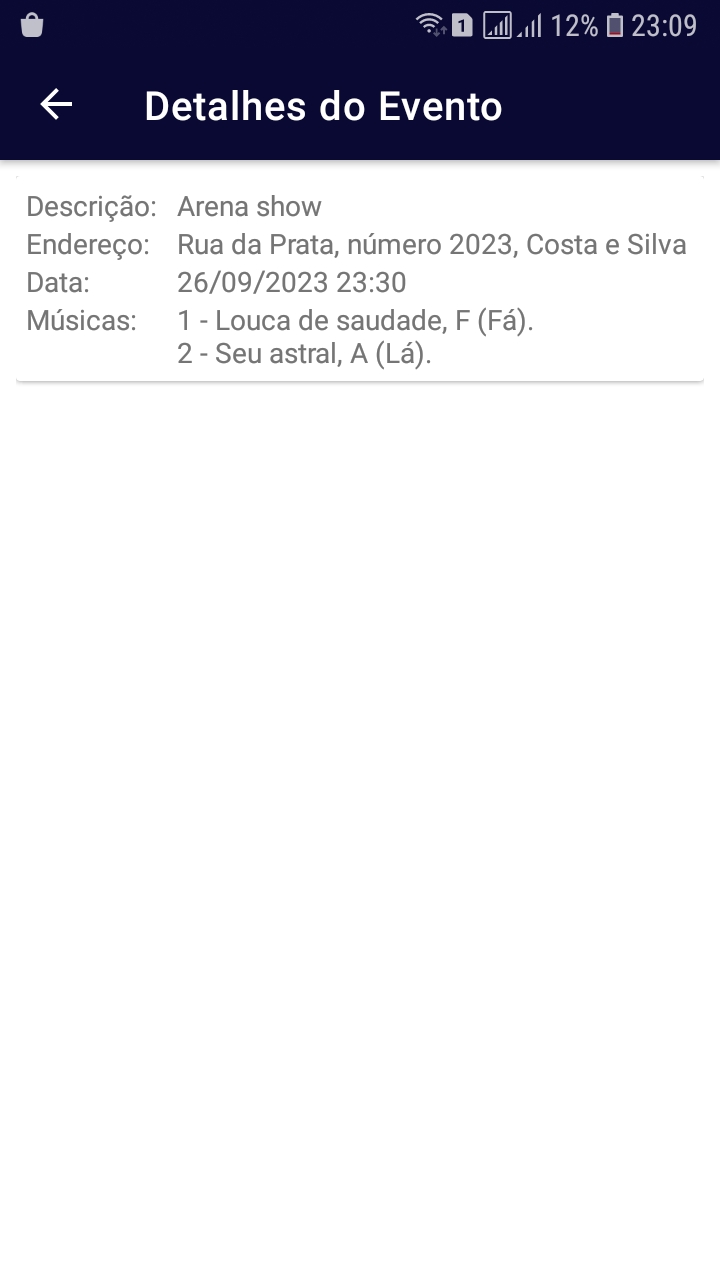 1 12% 23:09
Detalhes do Evento
Descrição: Arena show
Endereço: Rua da Prata, número 2023, Costa e Silva
Data: 26/09/2023 23:30
Músicas: 1 - Louca de saudade, F (Fá).
2 - Seu astral, A (Lá).